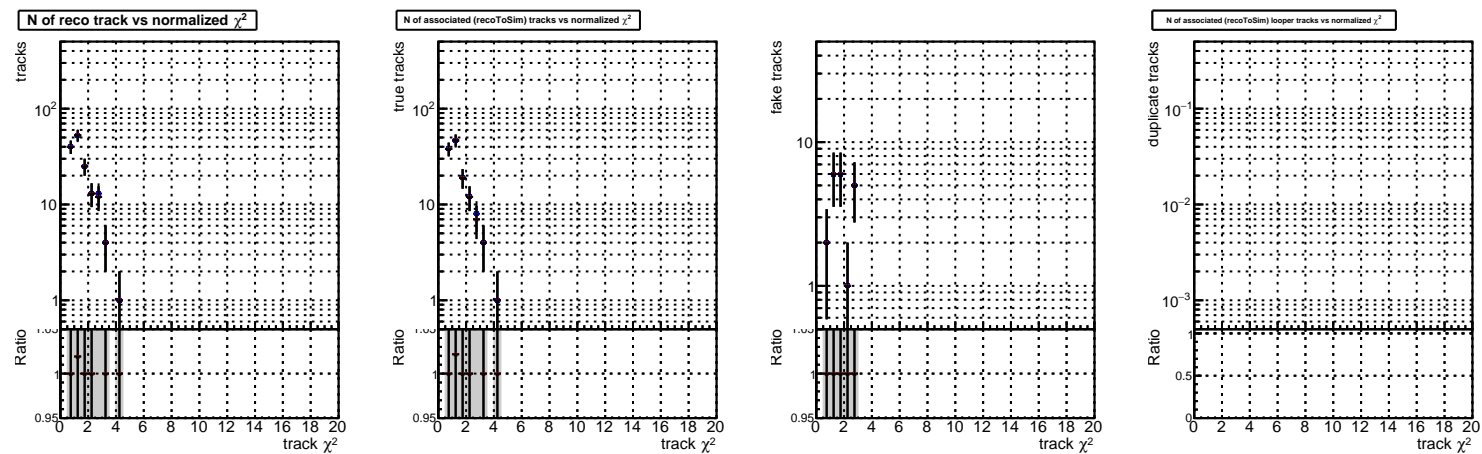 N of reco track vs normalized χ²
tracks
10²
10
1
Ratio
1.05
1
0.95
0 2 4 6 8 10 12 14 16 18 20
track χ²
N of associated (recoToSim) tracks vs normalized χ²
true tracks
10²
10
1
Ratio
1.05
1
0.95
0 2 4 6 8 10 12 14 16 18 20
track χ²
fake tracks
10
1
Ratio
1.05
1
0.95
0 2 4 6 8 10 12 14 16 18 20
track χ²
N of associated (recoToSim) looper tracks vs normalized χ²
duplicate tracks
10⁻¹
10⁻²
10⁻³
Ratio
1
0.5
0
0 2 4 6 8 10 12 14 16 18 20
track χ²